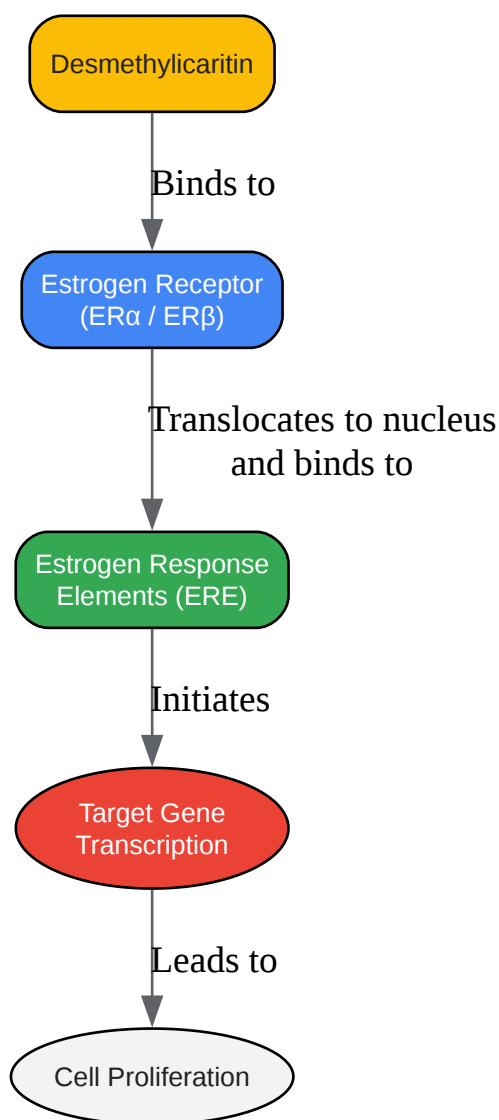 Desmethylicaritin
Binds to
Estrogen Receptor
(ERα / ERβ)
Translocates to nucleus
and binds to
Estrogen Response
Elements (ERE)
Initiates
Target Gene
Transcription
Leads to
Cell Proliferation